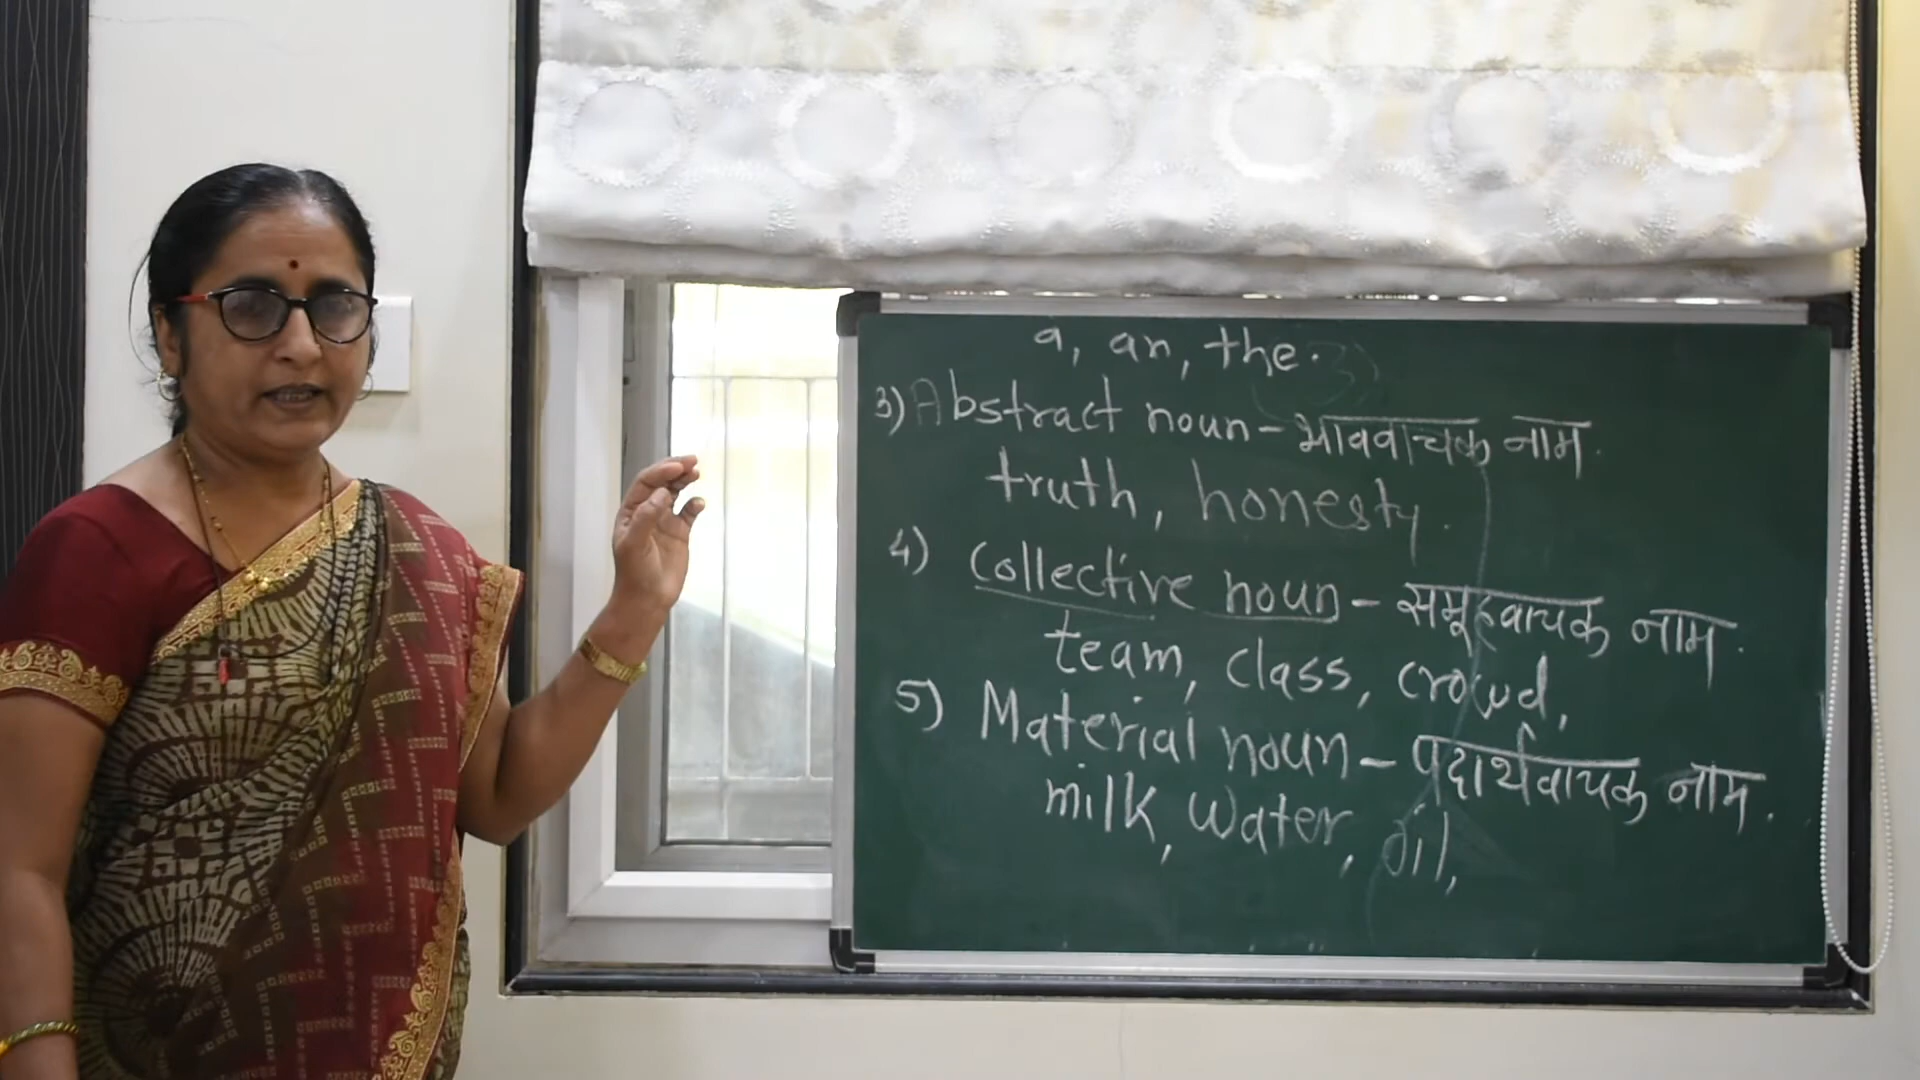 a, an, the.
3) Abstract noun - भाववाचक नाम.
truth, honesty.
4) Collective noun - समूहवाचक नाम.
team, class, crowd,
5) Material noun - पदार्थवाचक नाम.
milk, Water, oil,